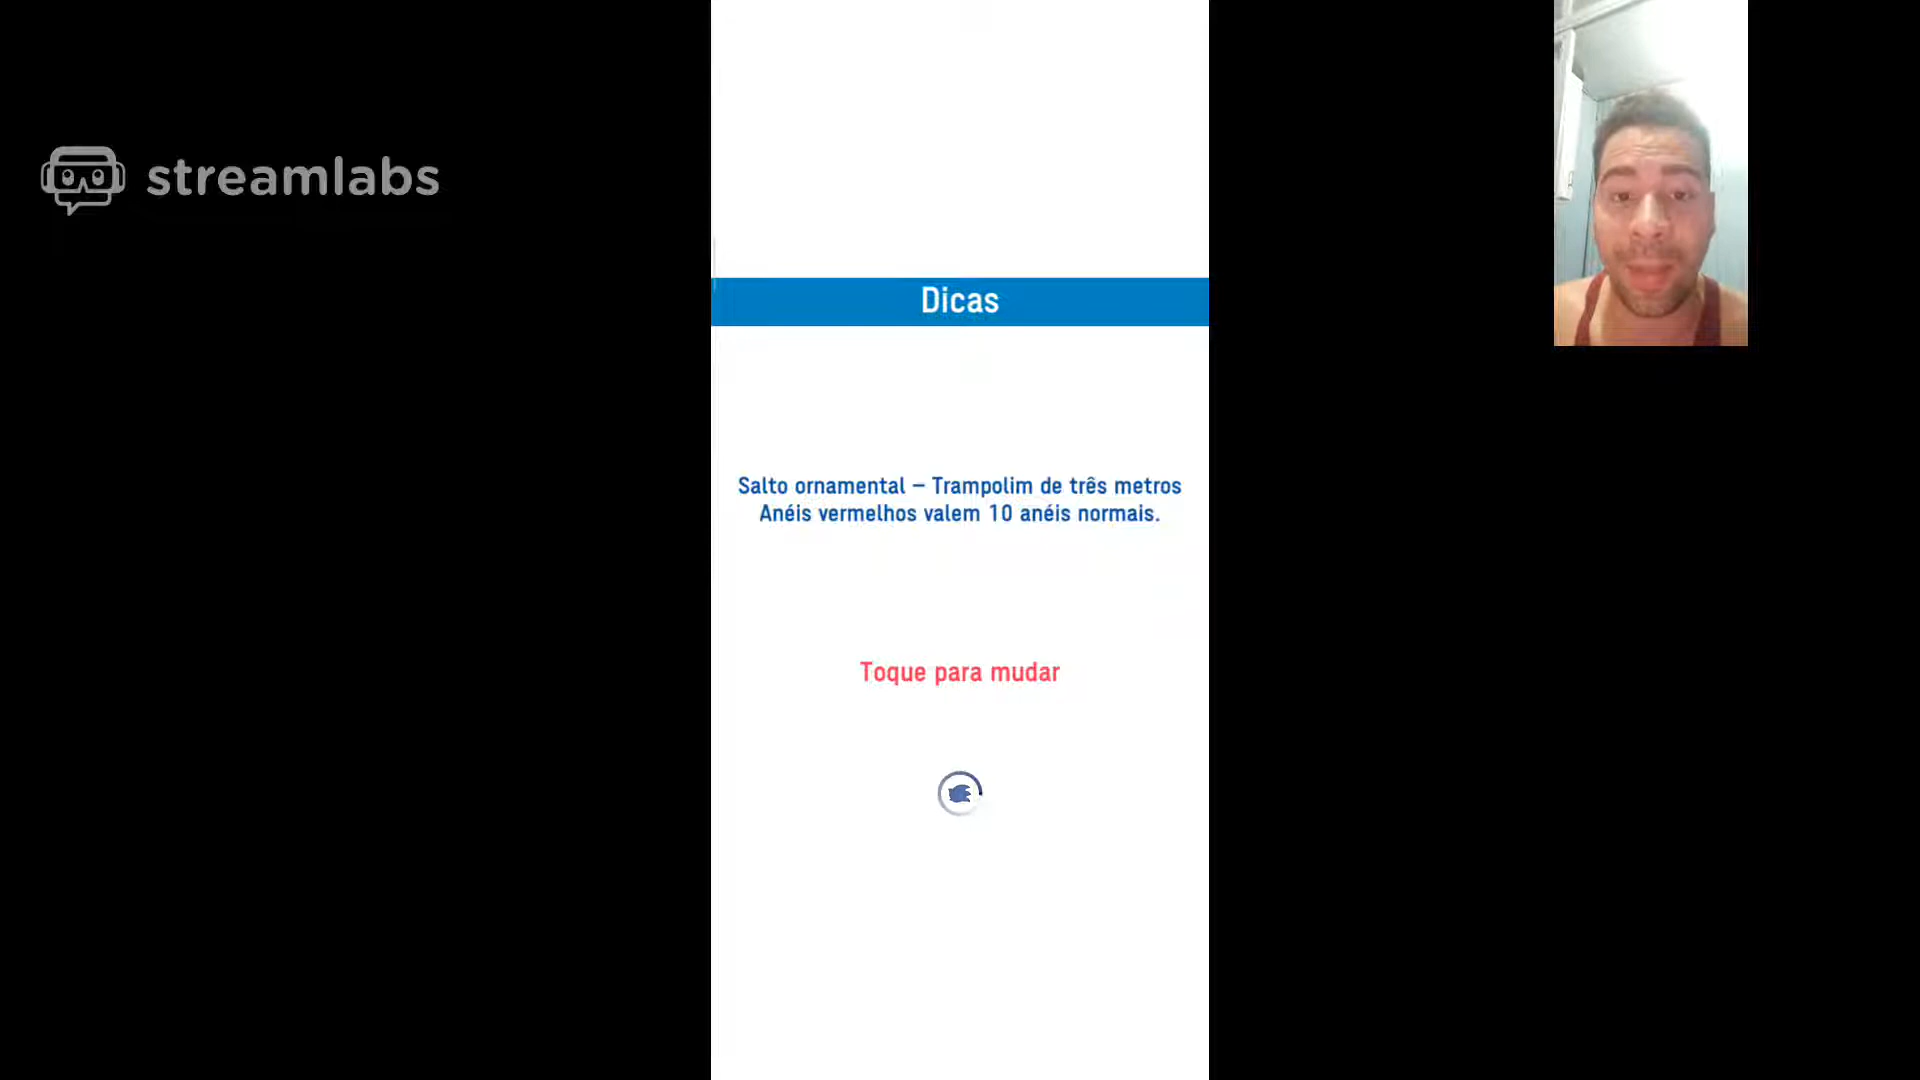 streamlabs
Dicas
Salto ornamental – Trampolim de três metros
Anéis vermelhos valem 10 anéis normais.
Toque para mudar